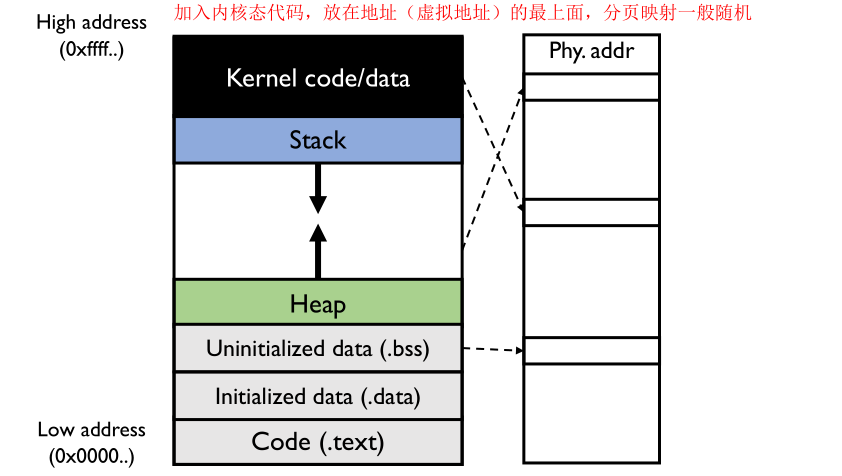 加入内核态代码，放在地址（虚拟地址）的最上面，分页映射一般随机
High address
(0xffff..)
Kernel code/data
Phy. addr
Stack
Heap
Uninitialized data (.bss)
Initialized data (.data)
Low address
(0x0000..)
Code (.text)